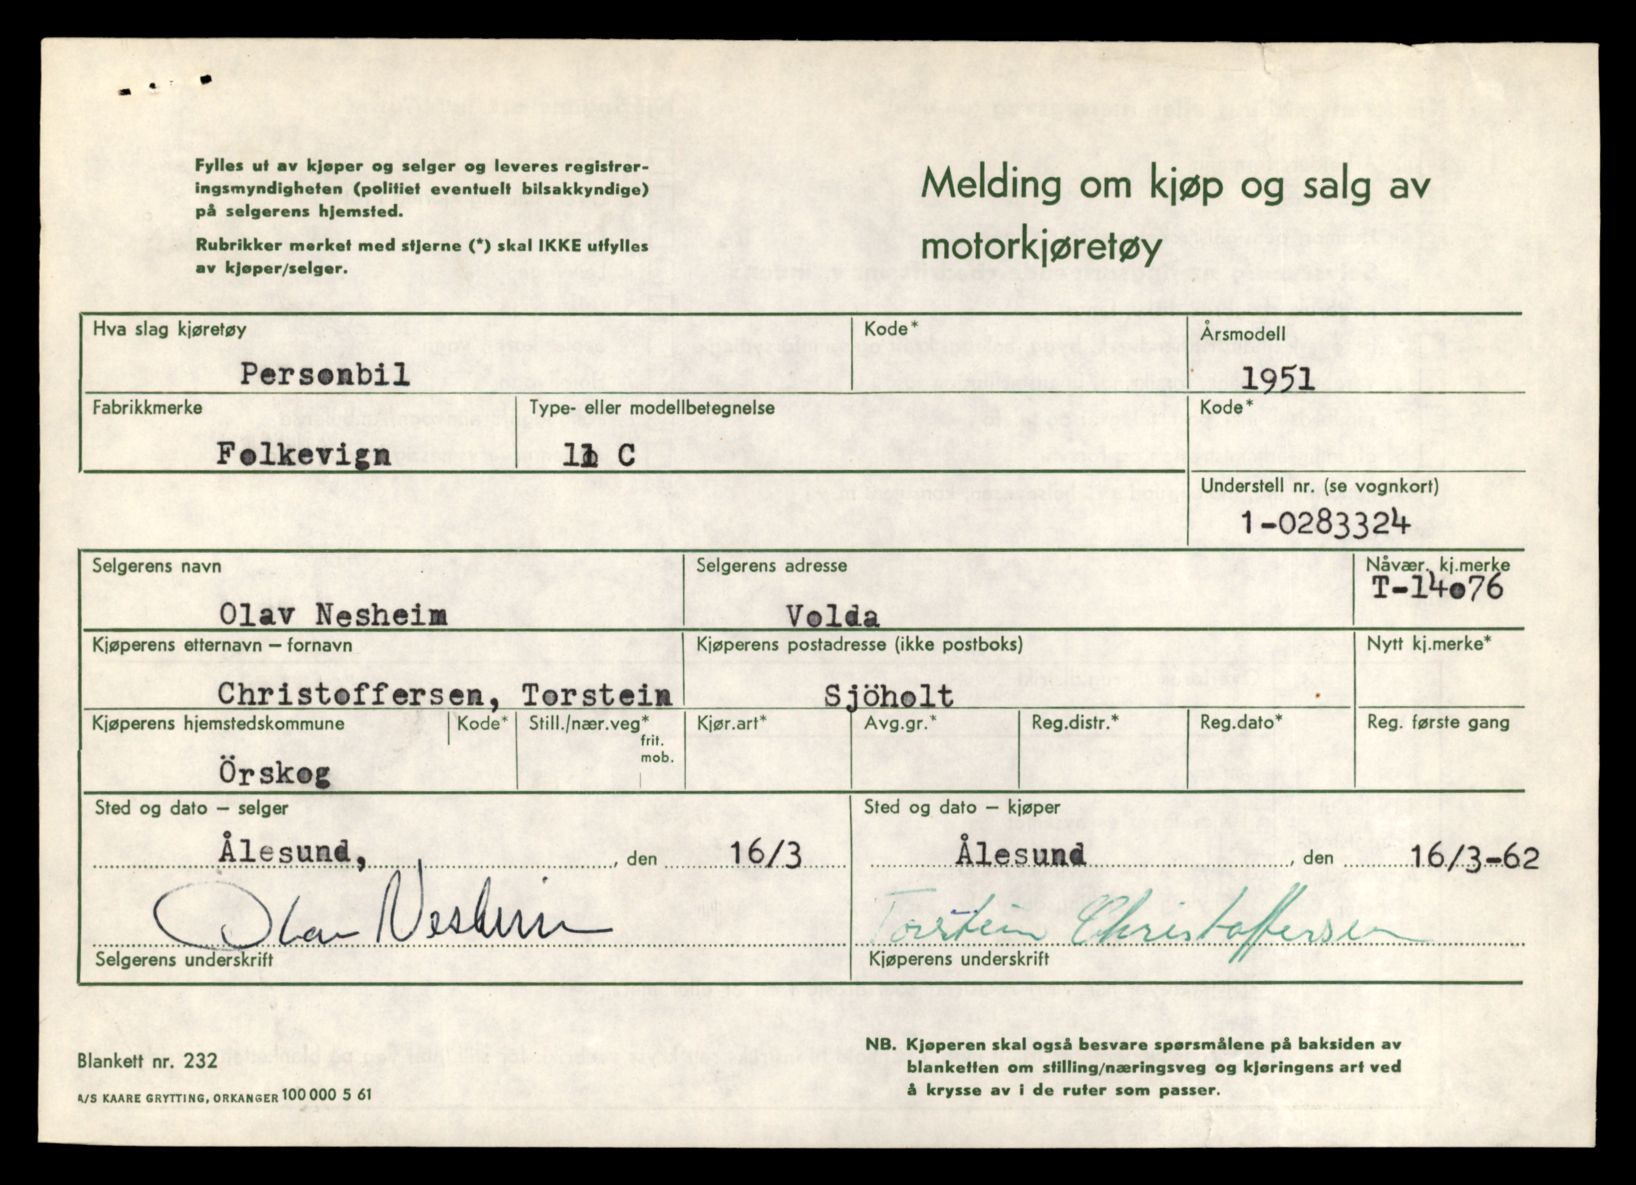 Fylles ut av kjøper og selger og leveres registrer-
ingsmyndigheten (politiet eventuelt bilsakkyndige)
på selgerens hjemsted.
Rubrikker merket med stjerne (*) skal IKKE utfylles
av kjøper/selger.
Melding om kjøp og salg av
motorkjøretøy
Hva slag kjøretøy
Personbil
Kode*
Årsmodell
1951
Fabrikkmerke
Folkevign
Type- eller modellbetegnelse
11 C
Kode*
Understell nr. (se vognkort)
1-0283324
Selgerens navn
Olav Nesheim
Selgerens adresse
Volda
Nåvær. kj.merke
T-14o76
Kjøperens etternavn – fornavn
Christoffersen, Torstein
Kjøperens postadresse (ikke postboks)
Sjöholt
Nytt kj.merke*
Kjøperens hjemstedskommune
Örskog
Kode*
Still./nær.veg*
frit.
mob.
Kjør.art*
Avg.gr.*
Reg.distr.*
Reg.dato*
Reg. første gang
Sted og dato – selger
Ålesund, , den 16/3
Olav Nesheim
Selgerens underskrift
Sted og dato – kjøper
Ålesund , den 16/3-62
Torstein Christoffersen
Kjøperens underskrift
Blankett nr. 232
A/S KAARE GRYTTING, ORKANGER 100 000 5 61
NB. Kjøperen skal også besvare spørsmålene på baksiden av
blanketten om stilling/næringsveg og kjøringens art ved
å krysse av i de ruter som passer.